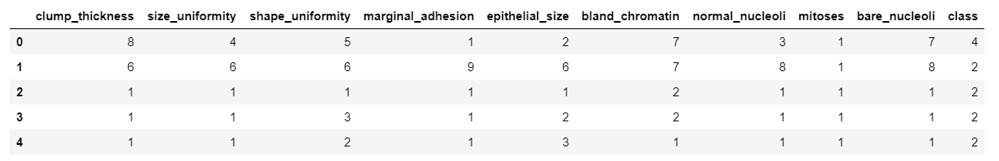 clump_thickness size_uniformity shape_uniformity marginal_adhesion epithelial_size bland_chromatin normal_nucleoli mitoses bare_nucleoli class
0 8 4 5 1 2 7 3 1 7 4
1 6 6 6 9 6 7 8 1 8 2
2 1 1 1 1 1 2 1 1 1 2
3 1 1 3 1 2 2 1 1 1 2
4 1 1 2 1 3 1 1 1 1 2